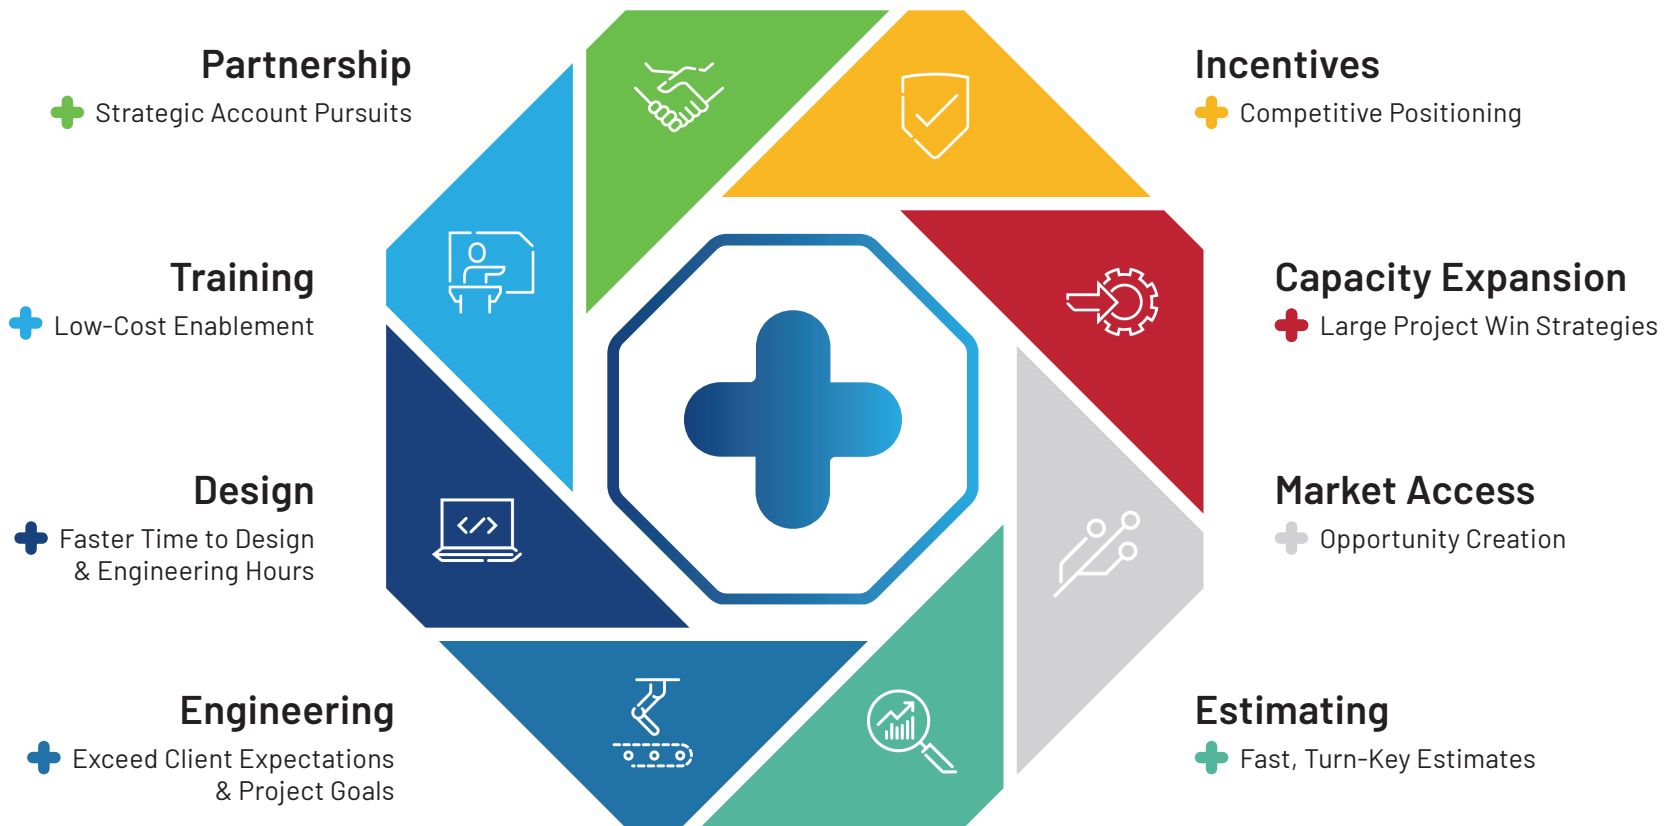 Partnership
Strategic Account Pursuits
Training
Low-Cost Enablement
Design
Faster Time to Design
& Engineering Hours
Engineering
Exceed Client Expectations
& Project Goals
Incentives
Competitive Positioning
Capacity Expansion
Large Project Win Strategies
Market Access
Opportunity Creation
Estimating
Fast, Turn-Key Estimates